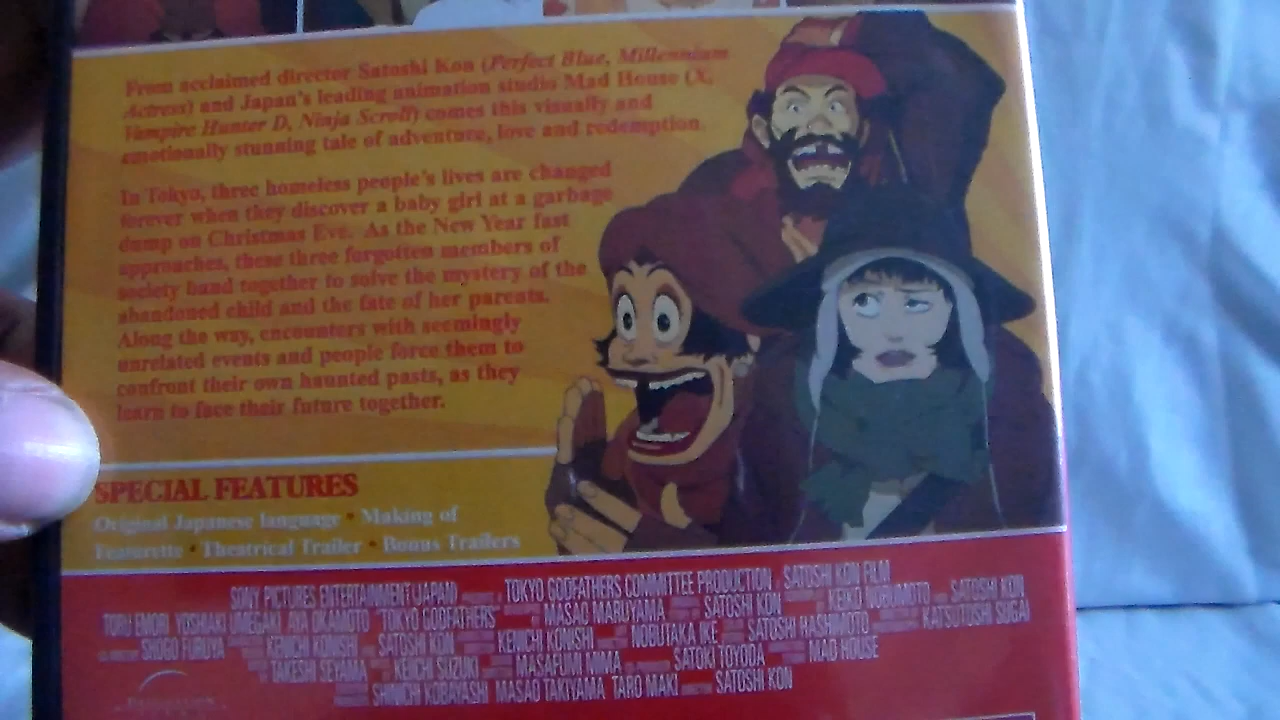 From acclaimed director Satoshi Kon (Perfect Blue, Millennium
Actress) and Japan's leading animation studio Mad House (X,
Vampire Hunter D, Ninja Scroll) comes this visually and
emotionally stunning tale of adventure, love and redemption.
In Tokyo, three homeless people's lives are changed
forever when they discover a baby girl at a garbage
dump on Christmas Eve. As the New Year fast
approaches, these three forgotten members of
society band together to solve the mystery of the
abandoned child and the fate of her parents.
Along the way, encounters with seemingly
unrelated events and people force them to
confront their own haunted pasts, as they
learn to face their future together.
SPECIAL FEATURES
Original Japanese language • Making of
Featurette • Theatrical Trailer • Bonus Trailers
SONY PICTURES ENTERTAINMENT (JAPAN) TOKYO GODFATHERS COMMITTEE PRODUCTION A SATOSHI KON FILM
TORU EMORI YOSHIAKI UMEGAKI AYA OKAMOTO "TOKYO GODFATHERS" MASAO MARUYAMA SATOSHI KON KEIKO NOBUMOTO SATOSHI KON
SHOGO FURUYA KENICHI KONISHI SATOSHI KON KENICHI KONISHI NOBUTAKA IKE SATOSHI HASHIMOTO KATSUTOSHI SUGAI
TAKESHI SEYAMA KEIICHI SUZUKI MASAFUMI MIMA SATOKI TOYODA MAD HOUSE
SHINICHI KOBAYASHI MASAO TAKIYAMA TARO MAKI SATOSHI KON